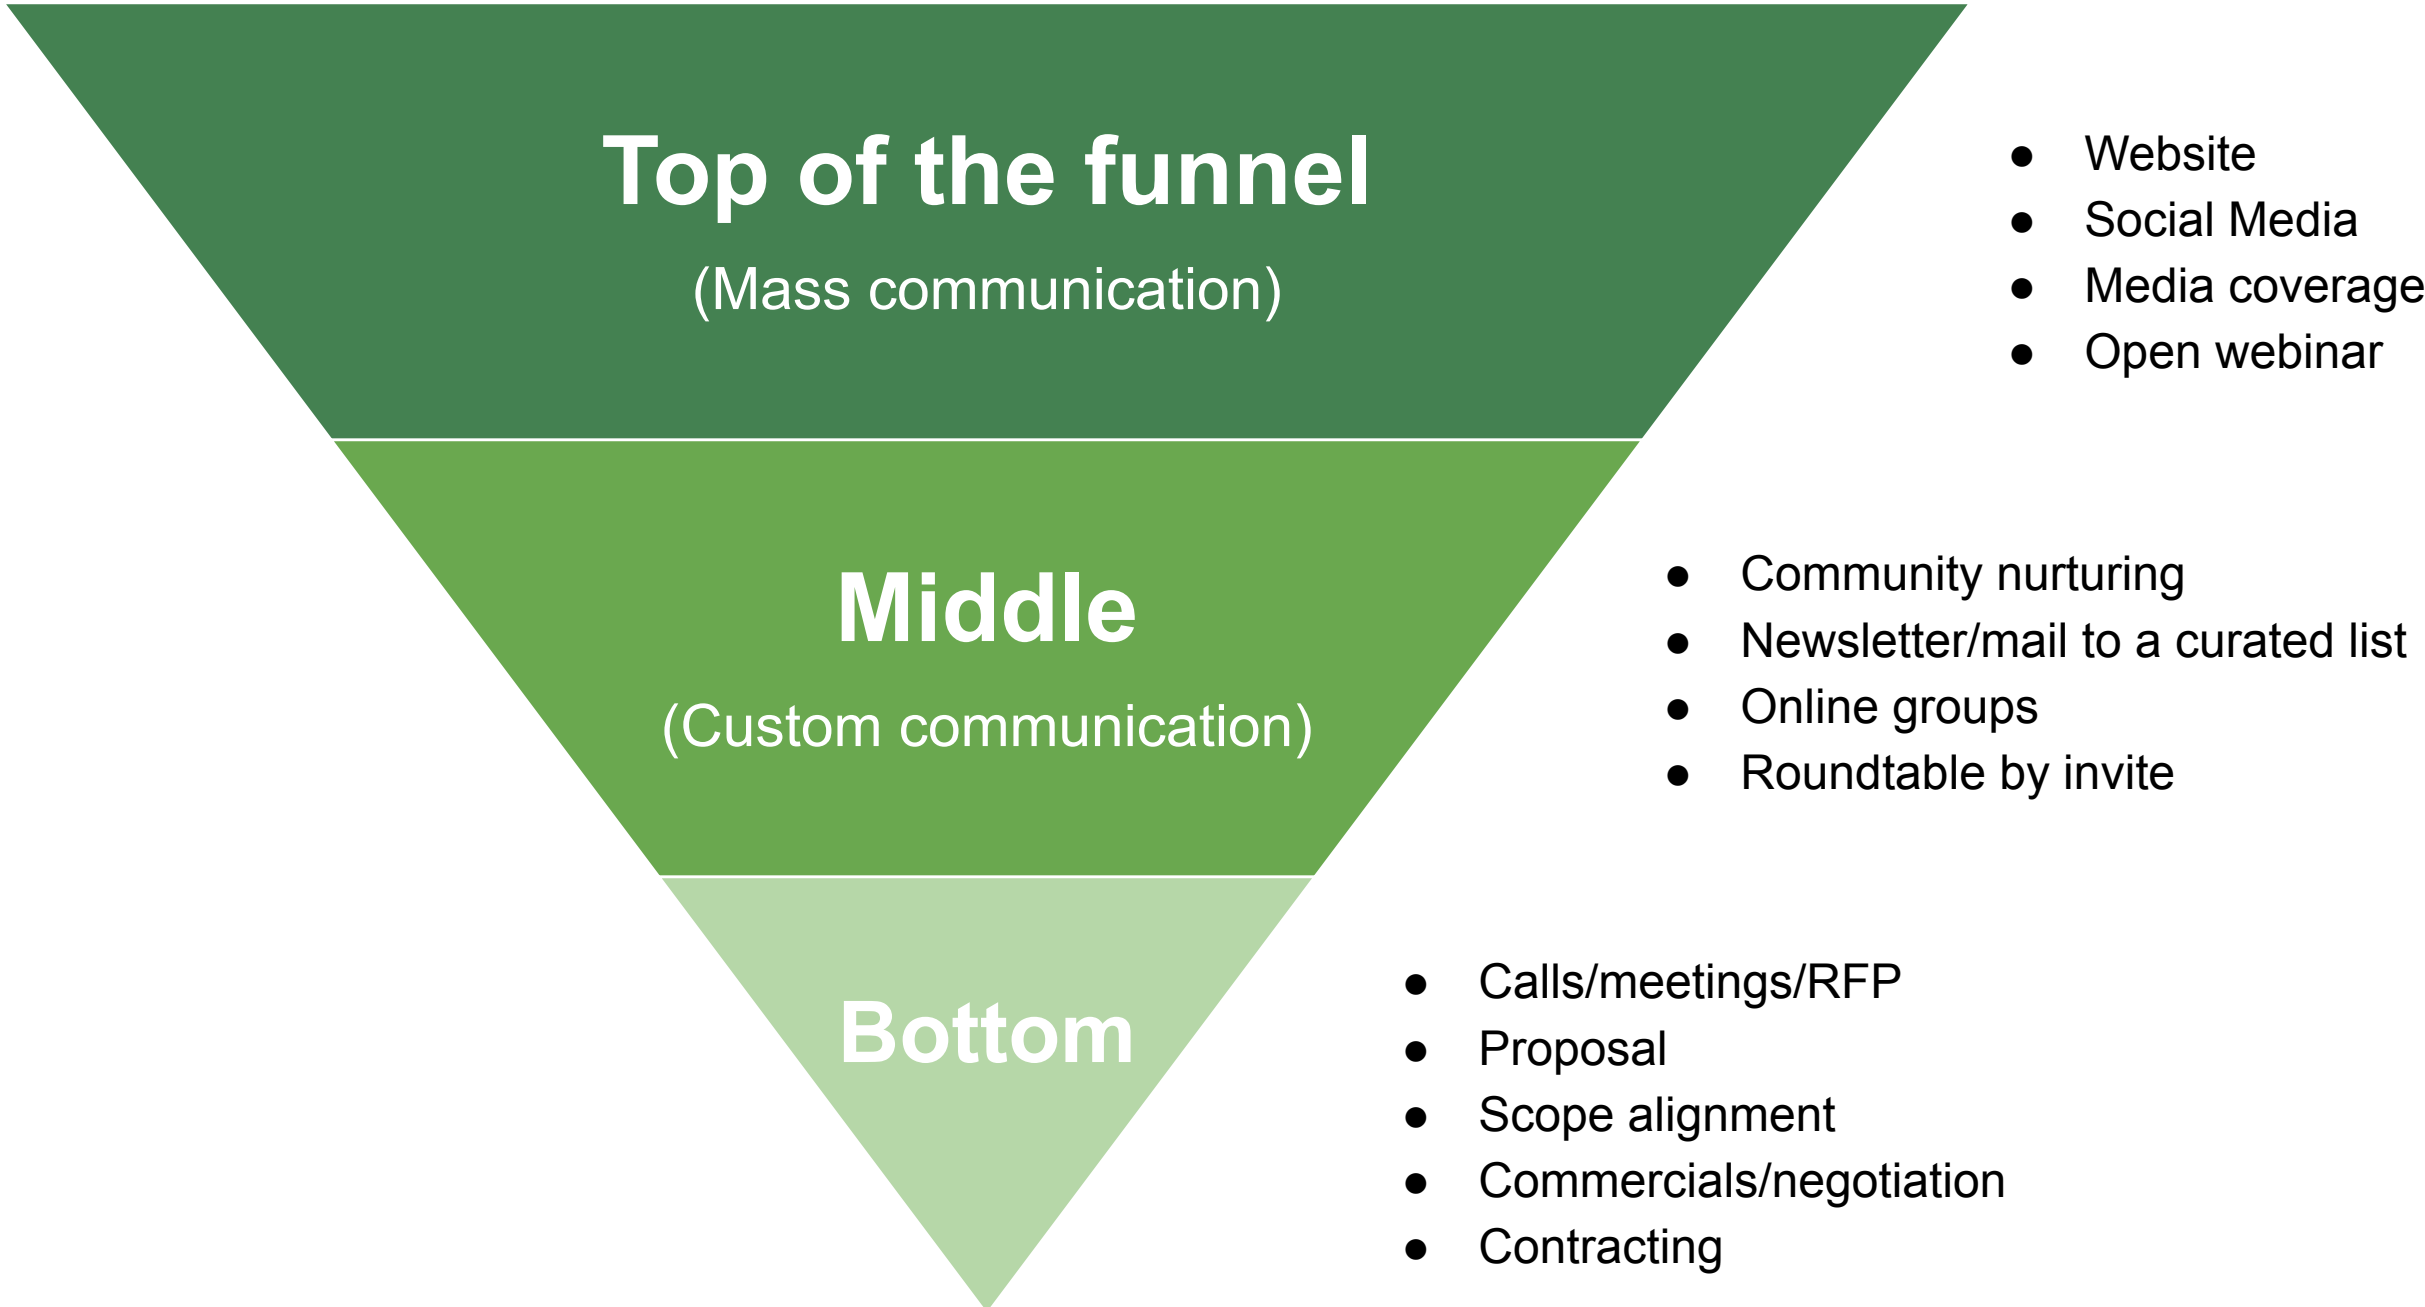 Top of the funnel
(Mass communication)
● Website
● Social Media
● Media coverage
● Open webinar
Middle
(Custom communication)
● Community nurturing
● Newsletter/mail to a curated list
● Online groups
● Roundtable by invite
Bottom
● Calls/meetings/RFP
● Proposal
● Scope alignment
● Commercials/negotiation
● Contracting